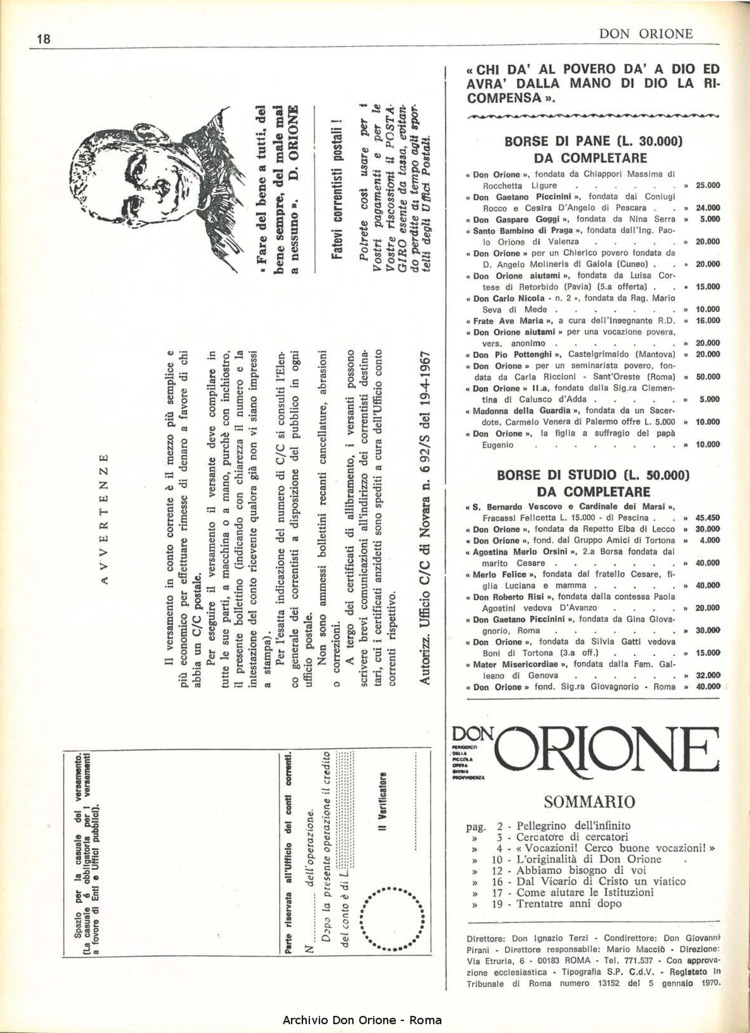 18
DON ORIONE
« Fare del bene a tutti, del
bene sempre, del male mai
a nessuno ». D. ORIONE
Fatevi correntisti postali !
Potrete così usare per i
Vostri pagamenti e per le
Vostre riscossioni il POSTA-
GIRO esente da tassa, evitan-
do perdite di tempo agli spor-
telli degli Uffici Postali.
AVVERTENZE
Il versamento in conto corrente è il mezzo più semplice e
più economico per effettuare rimesse di denaro a favore di chi
abbia un C/C postale.
Per eseguire il versamento il versante deve compilare in
tutte le sue parti, a macchina o a mano, purchè con inchiostro,
il presente bollettino (indicando con chiarezza il numero e la
intestazione del conto ricevente qualora già non vi siano impressi
a stampa).
Per l'esatta indicazione del numero di C/C si consulti l'Elen-
co generale dei correntisti a disposizione del pubblico in ogni
ufficio postale.
Non sono ammessi bollettini recanti cancellature, abrasioni
o correzioni.
A tergo dei certificati di allibramento, i versanti possono
scrivere brevi comunicazioni all'indirizzo dei correntisti destina-
tari, cui i certificati anzidetti sono spediti a cura dell'Ufficio conto
correnti rispettivo.
Autorizz. Ufficio C/C di Novara n. 692/S del 19-4-1967
Spazio per la casuale del versamento.
(La casuale é obbligatoria per i versamenti
a favore di Enti e Uffici pubblici).
Parte riservata all'Ufficio dei conti correnti.
N. dell'operazione.
Dopo la presente operazione il credito
del conto è di L.
Il Verificatore
« CHI DA' AL POVERO DA' A DIO ED
AVRA' DALLA MANO DI DIO LA RI-
COMPENSA ».
BORSE DI PANE (L. 30.000)
DA COMPLETARE
« Don Orione », fondata da Chiappori Massima di
Rocchetta Ligure . . . . . . » 25.000
« Don Gaetano Piccinini », fondata dai Coniugi
Rocco e Cesira D'Angelo di Pescara . . » 24.000
« Don Gaspare Goggi », fondata da Nina Serra » 5.000
« Santo Bambino di Praga », fondata dall'Ing. Pao-
lo Orione di Valenza . . . . . » 20.000
« Don Orione » per un Chierico povero fondata da
D. Angelo Molineris di Gaiola (Cuneo) . . » 20.000
« Don Orione aiutami », fondata da Luisa Cor-
tese di Retorbido (Pavia) (5.a offerta) . . » 15.000
« Don Carlo Nicola - n. 2 », fondata da Rag. Mario
Seva di Mede . . . . . . . » 10.000
« Frate Ave Maria », a cura dell'Insegnante R.D. » 16.000
« Don Orione aiutami » per una vocazione povera,
vers. anonimo . . . . . . . » 20.000
« Don Pio Pottenghi », Castelgrimaldo (Mantova) » 20.000
« Don Orione » per un seminarista povero, fon-
data da Carla Riccioni - Sant'Oreste (Roma) » 50.000
« Don Orione » II.a, fondata dalla Sig.ra Clemen-
tina di Calusco d'Adda . . . . . » 5.000
« Madonna della Guardia », fondata da un Sacer-
dote, Carmelo Venera di Palermo offre L. 5.000 » 10.000
« Don Orione », la figlia a suffragio del papà
Eugenio . . . . . . . . » 10.000
BORSE DI STUDIO (L. 50.000)
DA COMPLETARE
« S. Bernardo Vescovo e Cardinale dei Marsi »,
Fracassi Felicetta L. 15.000 - di Pescina . . » 45.450
« Don Orione », fondata da Repetto Elba di Lecco » 30.000
« Don Orione », fond. dal Gruppo Amici di Tortona » 4.000
« Agostina Merlo Orsini », 2.a Borsa fondata dal
marito Cesare . . . . . . . » 40.000
« Merlo Felice », fondata dal fratello Cesare, fi-
glia Luciana e mamma . . . . . » 40.000
« Don Roberto Risi », fondata dalla contessa Paola
Agostini vedova D'Avanzo . . . . » 20.000
« Don Gaetano Piccinini », fondata da Gina Giova-
gnorio, Roma . . . . . . . » 30.000
« Don Orione », fondata da Silvia Gatti vedova
Boni di Tortona (3.a off.) . . . . » 15.000
« Mater Misericordiae », fondata dalla Fam. Gal-
leano di Genova . . . . . . » 32.000
« Don Orione » fond. Sig.ra Giovagnorio - Roma » 40.000
DON ORIONE
PERIODICO
DELLA
PICCOLA
OPERA
DIVINA
PROVVIDENZA
SOMMARIO
pag. 2 - Pellegrino dell'infinito
» 3 - Cercatore di cercatori
» 4 - « Vocazioni! Cerco buone vocazioni! »
» 10 - L'originalità di Don Orione
» 12 - Abbiamo bisogno di voi
» 16 - Dal Vicario di Cristo un viatico
» 17 - Come aiutare le Istituzioni
» 19 - Trentatre anni dopo
Direttore: Don Ignazio Terzi - Condirettore: Don Giovanni
Pirani - Direttore responsabile: Mario Macciò - Direzione:
Via Etruria, 6 - 00183 ROMA - Tel. 771.537 - Con approva-
zione ecclesiastica - Tipografia S.P. C.d.V. - Registato in
Tribunale di Roma numero 13152 del 5 gennaio 1970.
Archivio Don Orione - Roma